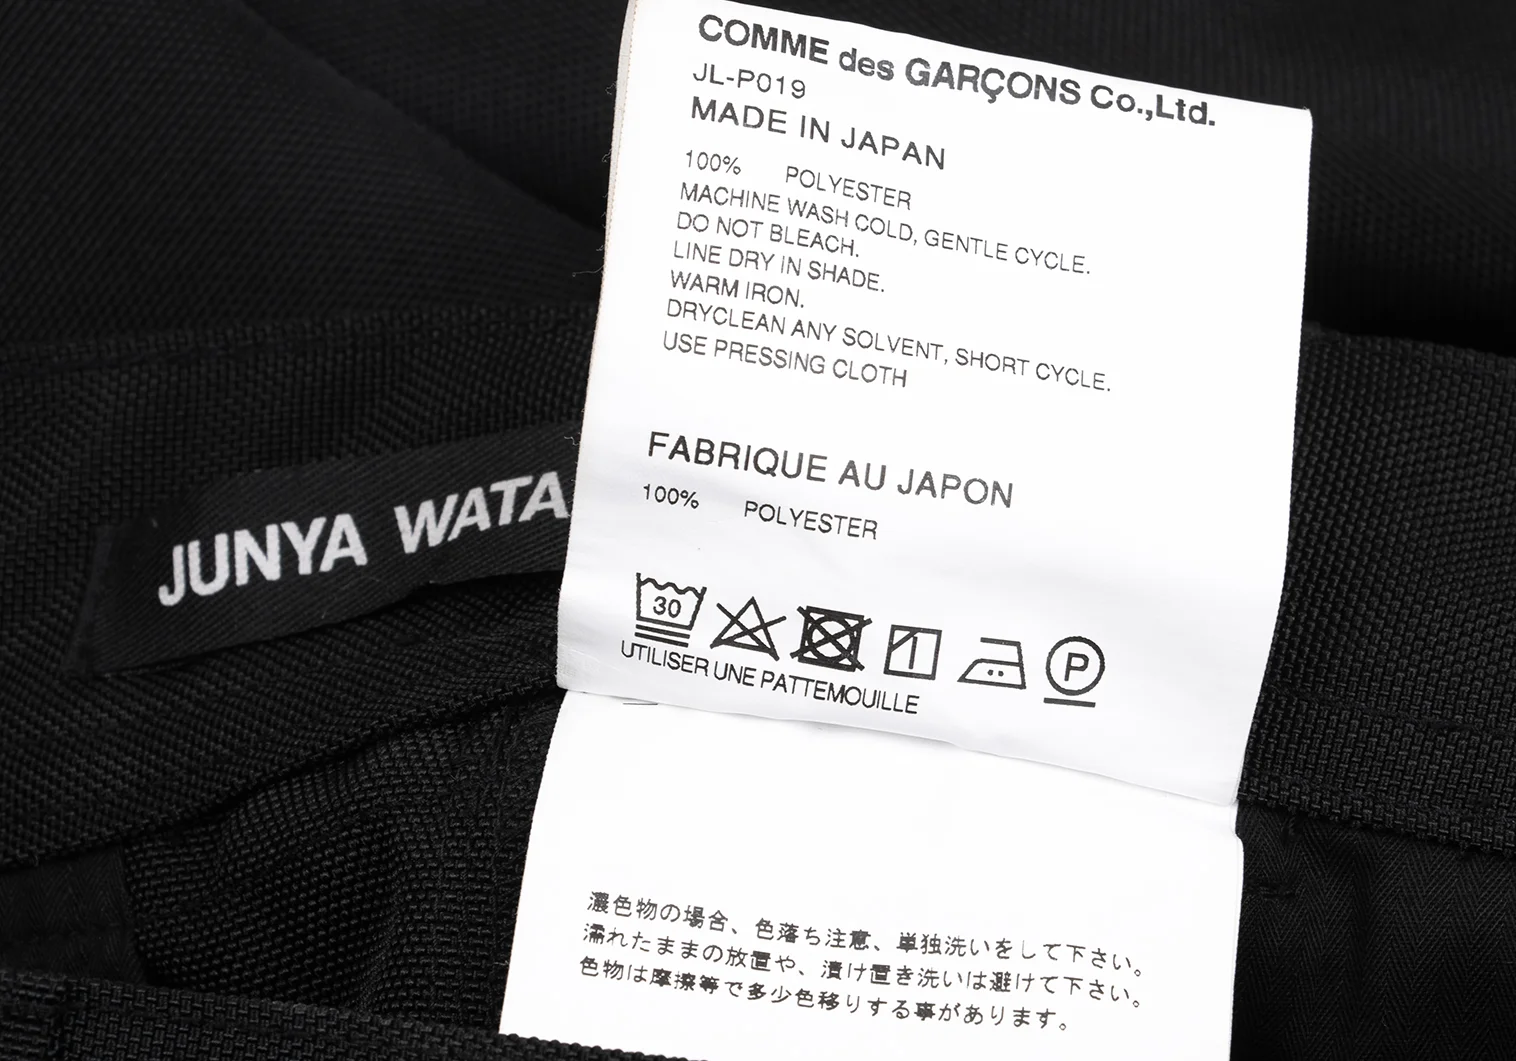 COMME des GARÇONS Co.,Ltd.
JL-P019
MADE IN JAPAN
100% POLYESTER
MACHINE WASH COLD, GENTLE CYCLE.
DO NOT BLEACH.
LINE DRY IN SHADE.
WARM IRON.
DRYCLEAN ANY SOLVENT, SHORT CYCLE.
USE PRESSING CLOTH
FABRIQUE AU JAPON
100% POLYESTER
30
P
UTILISER UNE PATTEMOUILLE
JUNYA WATA
濃色物の場合、色落ち注意、単独洗いをして下さい。
濡れたままの放置や、漬け置き洗いは避けて下さい。
色物は摩擦等で多少色移りする事があります。